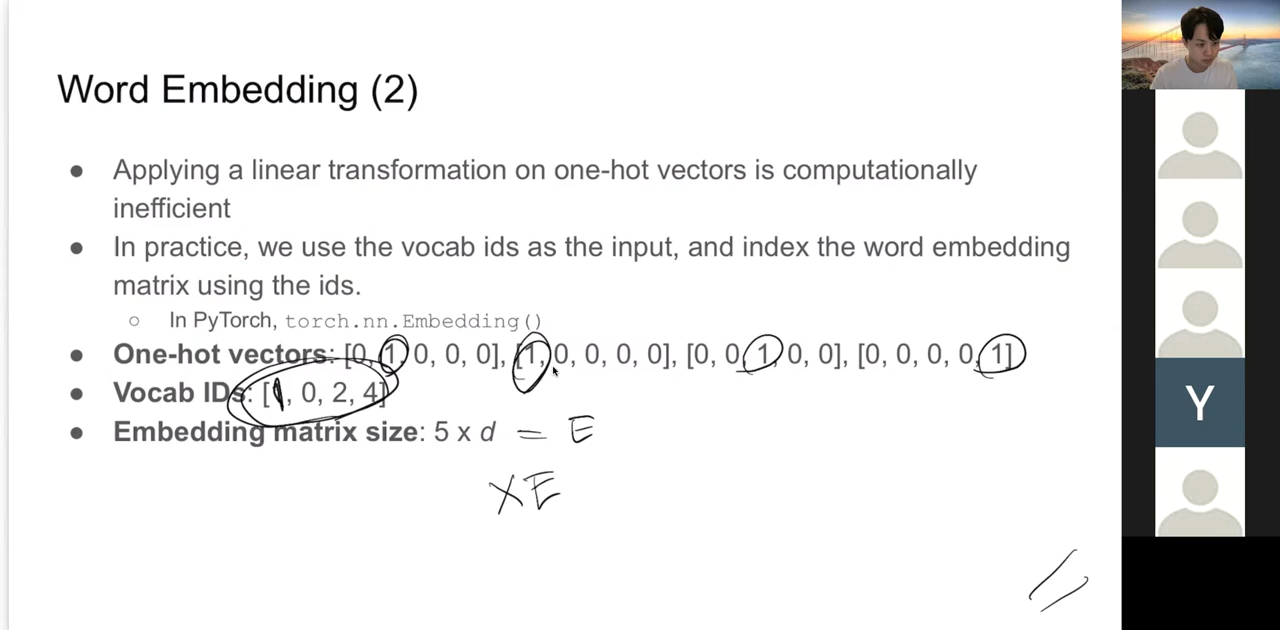 Word Embedding (2)
● Applying a linear transformation on one-hot vectors is computationally
inefficient
● In practice, we use the vocab ids as the input, and index the word embedding
matrix using the ids.
○ In PyTorch, torch.nn.Embedding()
● One-hot vectors: [0, 1, 0, 0, 0], [1, 0, 0, 0, 0], [0, 0, 1, 0, 0], [0, 0, 0, 0, 1]
● Vocab IDs: [1, 0, 2, 4]
● Embedding matrix size: 5 x d = E
XE
Y